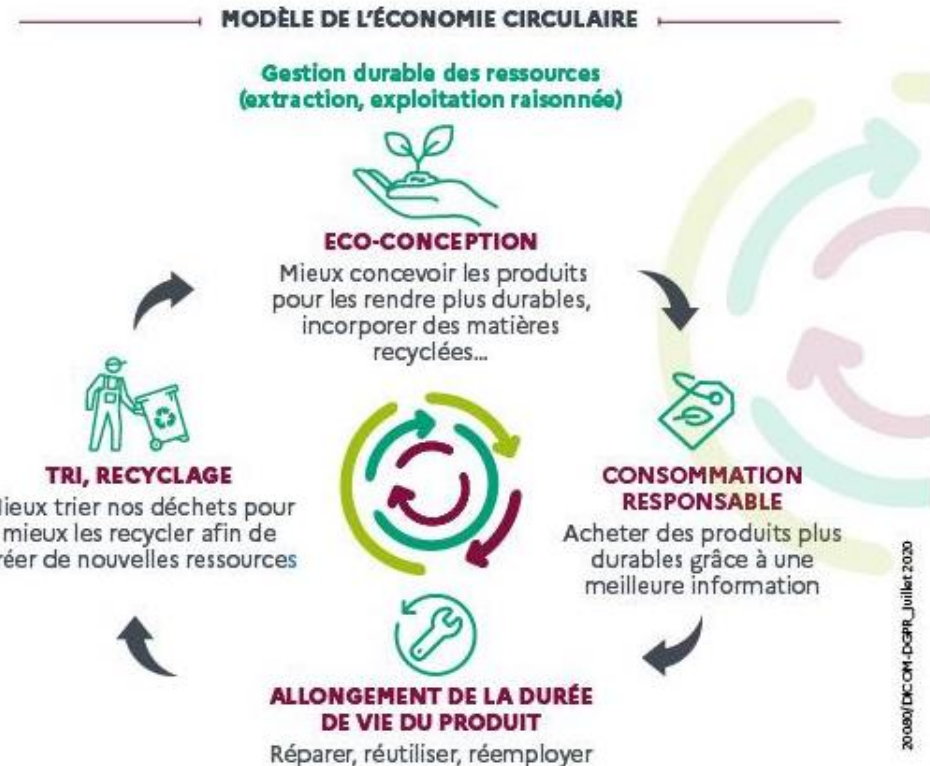 MODÈLE DE L'ÉCONOMIE CIRCULAIRE
Gestion durable des ressources
(extraction, exploitation raisonnée)
ECO-CONCEPTION
Mieux concevoir les produits
pour les rendre plus durables,
incorporer des matières
recyclées...
CONSOMMATION
RESPONSABLE
Acheter des produits plus
durables grâce à une
meilleure information
ALLONGEMENT DE LA DURÉE
DE VIE DU PRODUIT
Réparer, réutiliser, réemployer
TRI, RECYCLAGE
ieux trier nos déchets pour
mieux les recycler afin de
réer de nouvelles ressources
20080/DICOM-DGPR_Juillet 2020